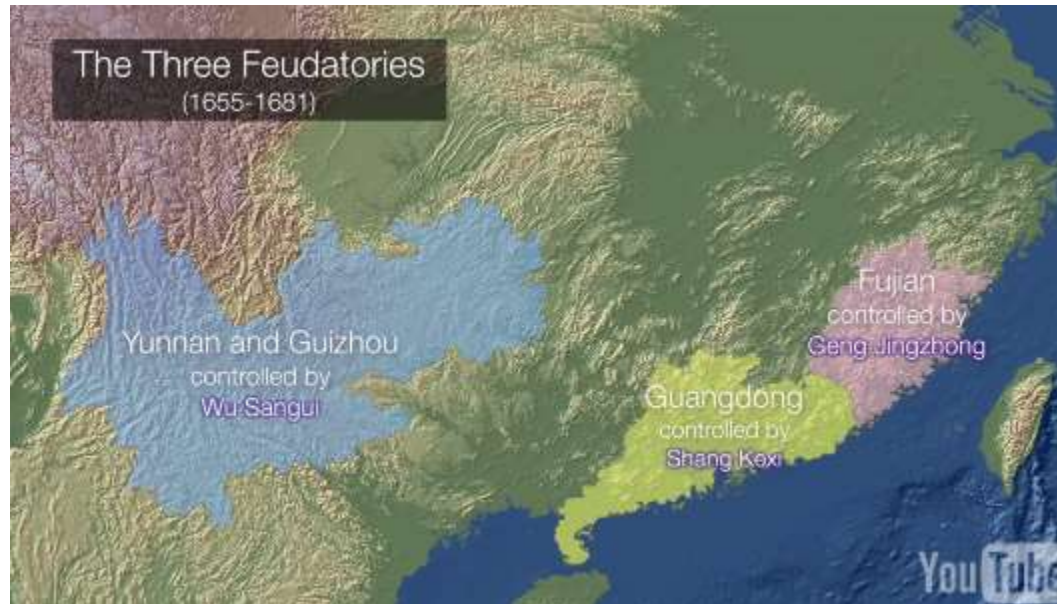 The Three Feudatories
(1655-1681)
Yunnan and Guizhou
controlled by
Wu Sangui
Fujian
controlled by
Geng Jingzhong
Guangdong
controlled by
Shang Kexi
YouTube